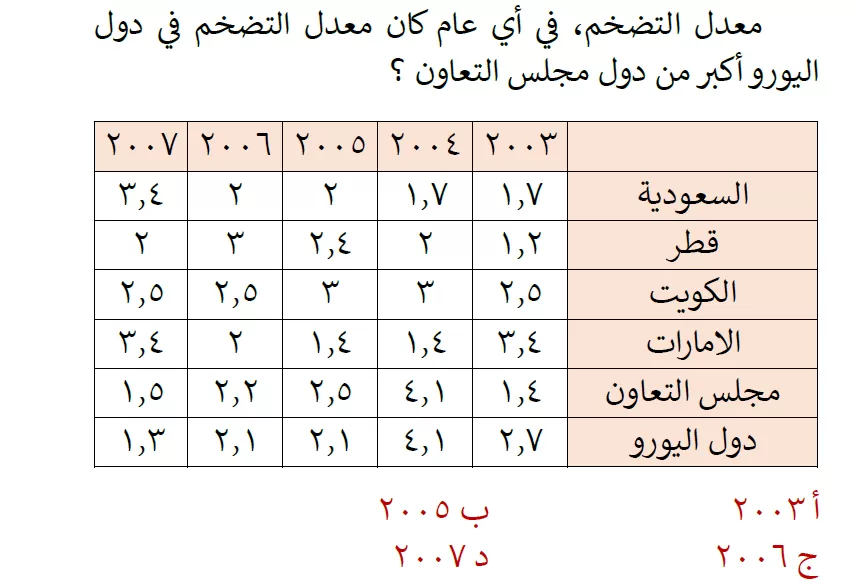 معدل التضخم، في أي عام كان معدل التضخم في دول
اليورو أكبر من دول مجلس التعاون ؟
٢٠٠٣ ٢٠٠٤ ٢٠٠٥ ٢٠٠٦ ٢٠٠٧
السعودية ١,٧ ١,٧ ٢ ٢ ٣,٤
قطر ١,٢ ٢ ٢,٤ ٣ ٢
الكويت ٢,٥ ٣ ٣ ٢,٥ ٢,٥
الامارات ٣,٤ ١,٤ ١,٤ ٢ ٣,٤
مجلس التعاون ١,٤ ٤,١ ٢,٥ ٢,٢ ١,٥
دول اليورو ٢,٧ ٤,١ ٢,١ ٢,١ ١,٣
أ ٢٠٠٣ ب ٢٠٠٥
ج ٢٠٠٦ د ٢٠٠٧